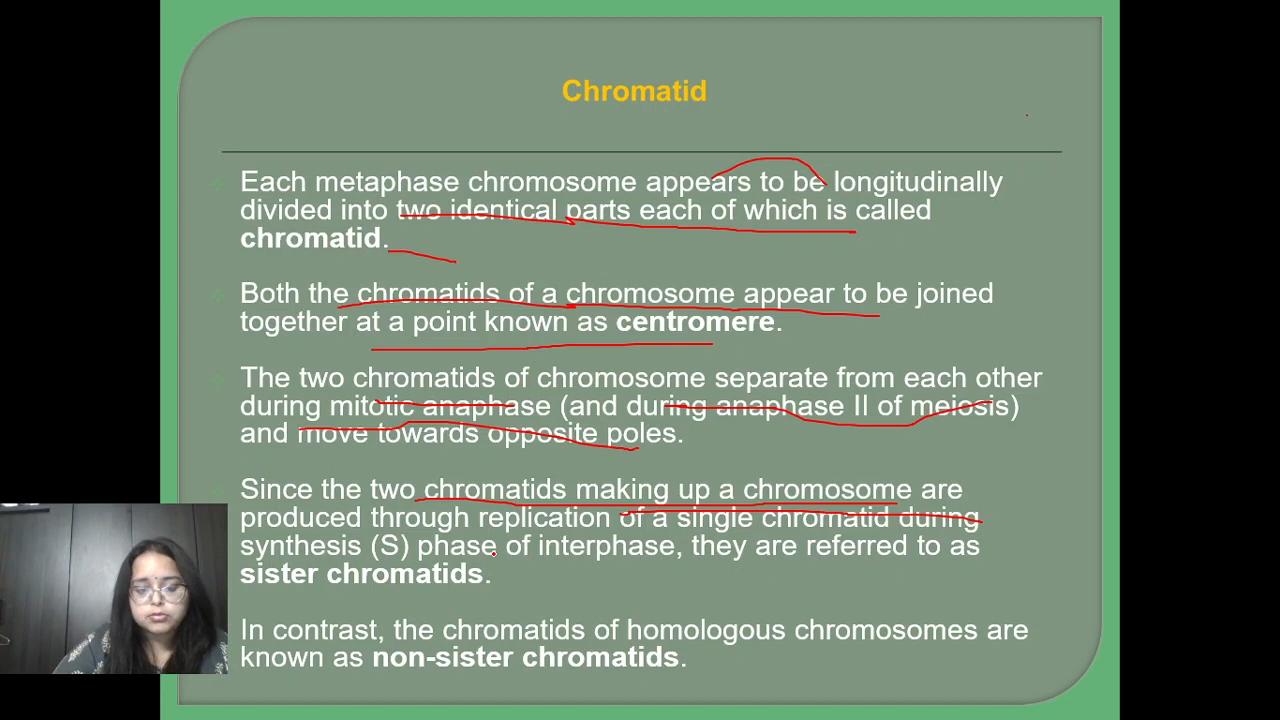 Chromatid
Each metaphase chromosome appears to be longitudinally
divided into two identical parts each of which is called
chromatid.
Both the chromatids of a chromosome appear to be joined
together at a point known as centromere.
The two chromatids of chromosome separate from each other
during mitotic anaphase (and during anaphase II of meiosis)
and move towards opposite poles.
Since the two chromatids making up a chromosome are
produced through replication of a single chromatid during
synthesis (S) phase of interphase, they are referred to as
sister chromatids.
In contrast, the chromatids of homologous chromosomes are
known as non-sister chromatids.